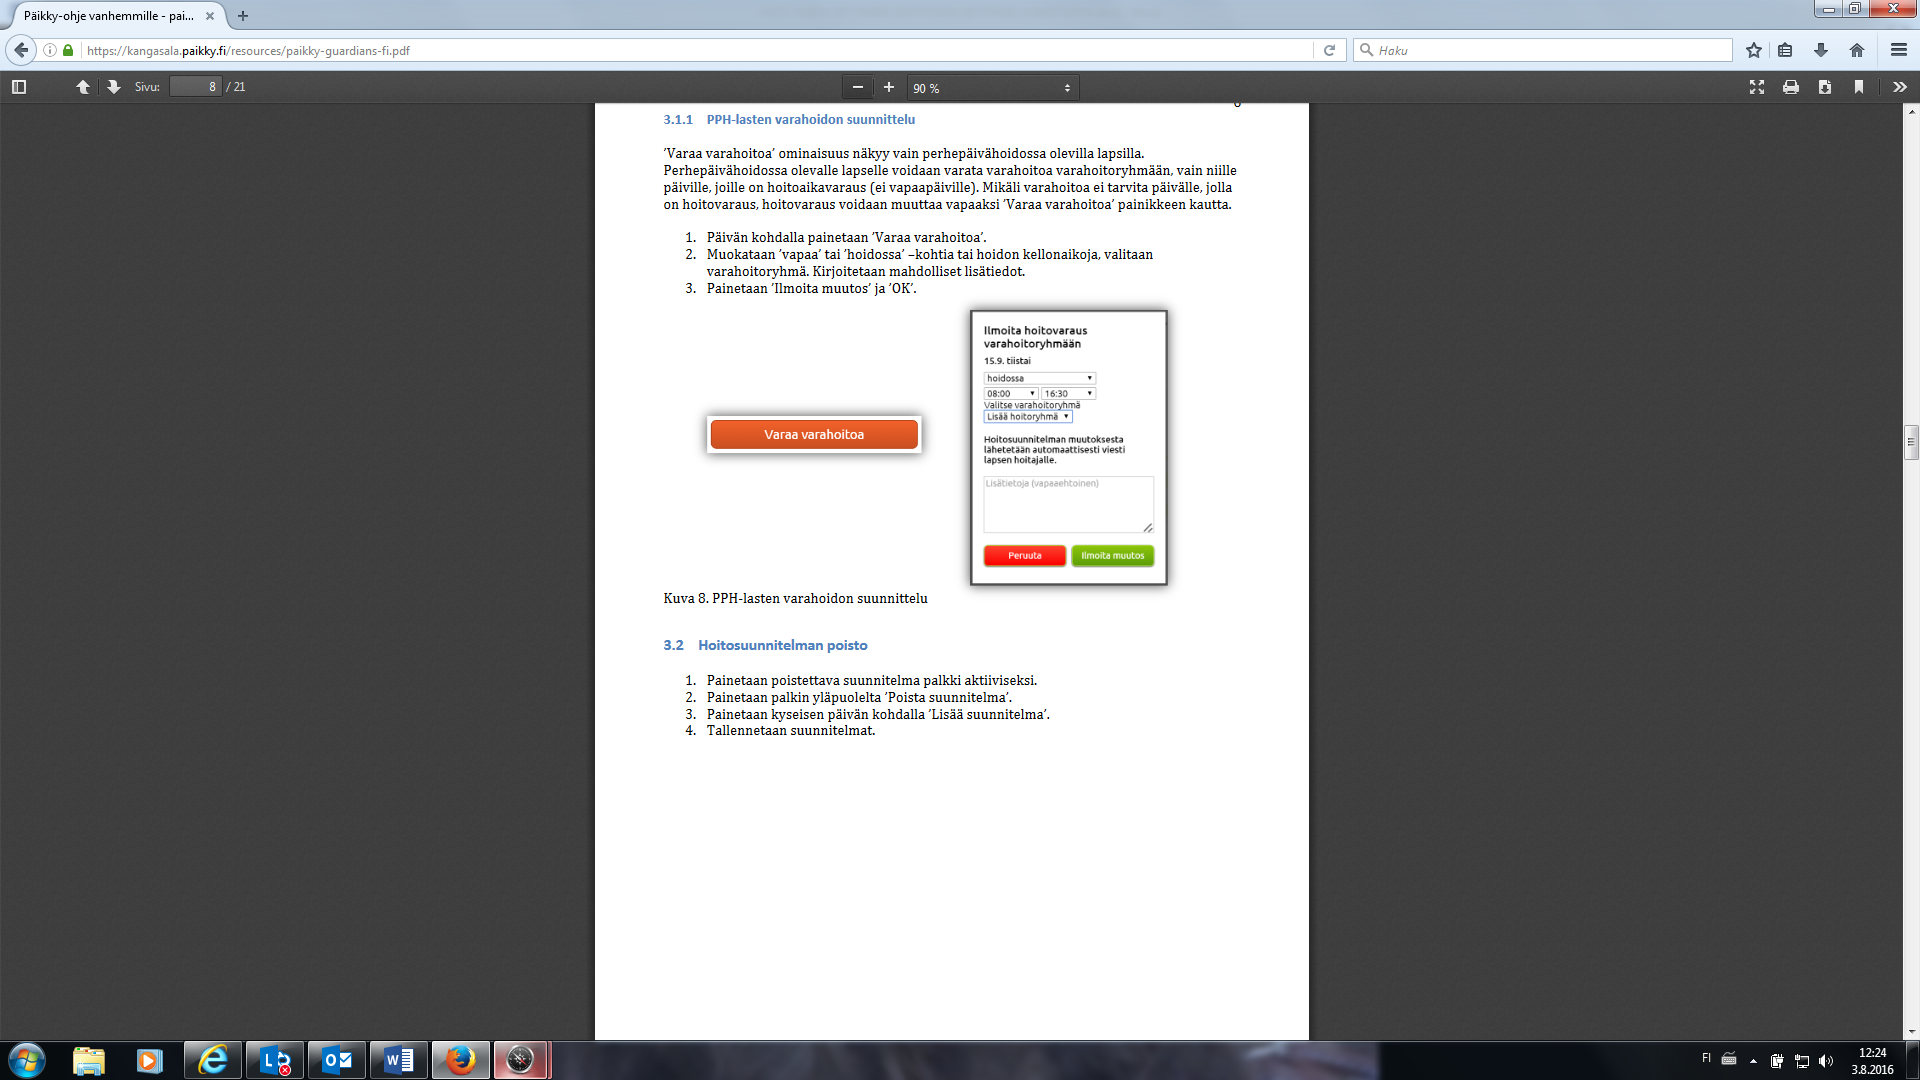 Päikky-ohje vanhemmille - pai...
https://kangasala.paikky.fi/resources/paikky-guardians-fi.pdf
Haku
Sivu: 8 / 21
90 %
3.1.1 PPH-lasten varahoidon suunnittelu
’Varaa varahoitoa’ ominaisuus näkyy vain perhepäivähoidossa olevilla lapsilla.
Perhepäivähoidossa olevalle lapselle voidaan varata varahoitoa varahoitoryhmään, vain niille
päiville, joille on hoitoaikavaraus (ei vapaapäiville). Mikäli varahoitoa ei tarvita päivälle, jolla
on hoitovaraus, hoitovaraus voidaan muuttaa vapaaksi ’Varaa varahoitoa’ painikkeen kautta.
1. Päivän kohdalla painetaan ’Varaa varahoitoa’.
2. Muokataan ’vapaa’ tai ’hoidossa’ –kohtia tai hoidon kellonaikoja, valitaan
varahoitoryhmä. Kirjoitetaan mahdolliset lisätiedot.
3. Painetaan ’Ilmoita muutos’ ja ’OK’.
Varaa varahoitoa
Ilmoita hoitovaraus
varahoitoryhmään
15.9. tiistai
hoidossa
08:00 16:30
Valitse varahoitoryhmä
Lisää hoitoryhmä
Hoitosuunnitelman muutoksesta
lähetetään automaattisesti viesti
lapsen hoitajalle.
Lisätietoja (vapaaehtoinen)
Peruuta Ilmoita muutos
Kuva 8. PPH-lasten varahoidon suunnittelu
3.2 Hoitosuunnitelman poisto
1. Painetaan poistettava suunnitelma palkki aktiiviseksi.
2. Painetaan palkin yläpuolelta ’Poista suunnitelma’.
3. Painetaan kyseisen päivän kohdalla ’Lisää suunnitelma’.
4. Tallennetaan suunnitelmat.
FI
12:24
3.8.2016